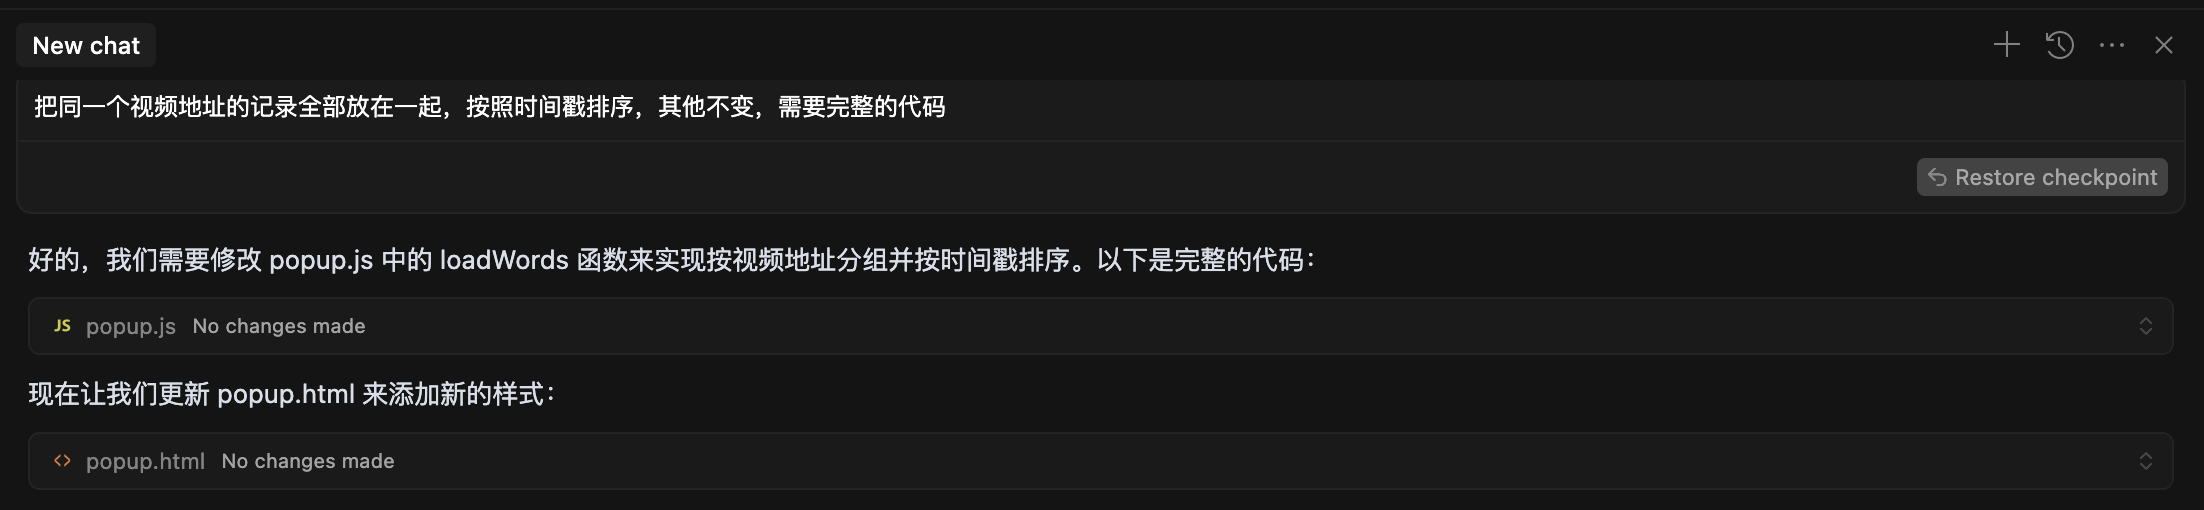 New chat
把同一个视频地址的记录全部放在一起，按照时间戳排序，其他不变，需要完整的代码
Restore checkpoint
好的，我们需要修改 popup.js 中的 loadWords 函数来实现按视频地址分组并按时间戳排序。以下是完整的代码：
JS popup.js No changes made
现在让我们更新 popup.html 来添加新的样式：
<> popup.html No changes made